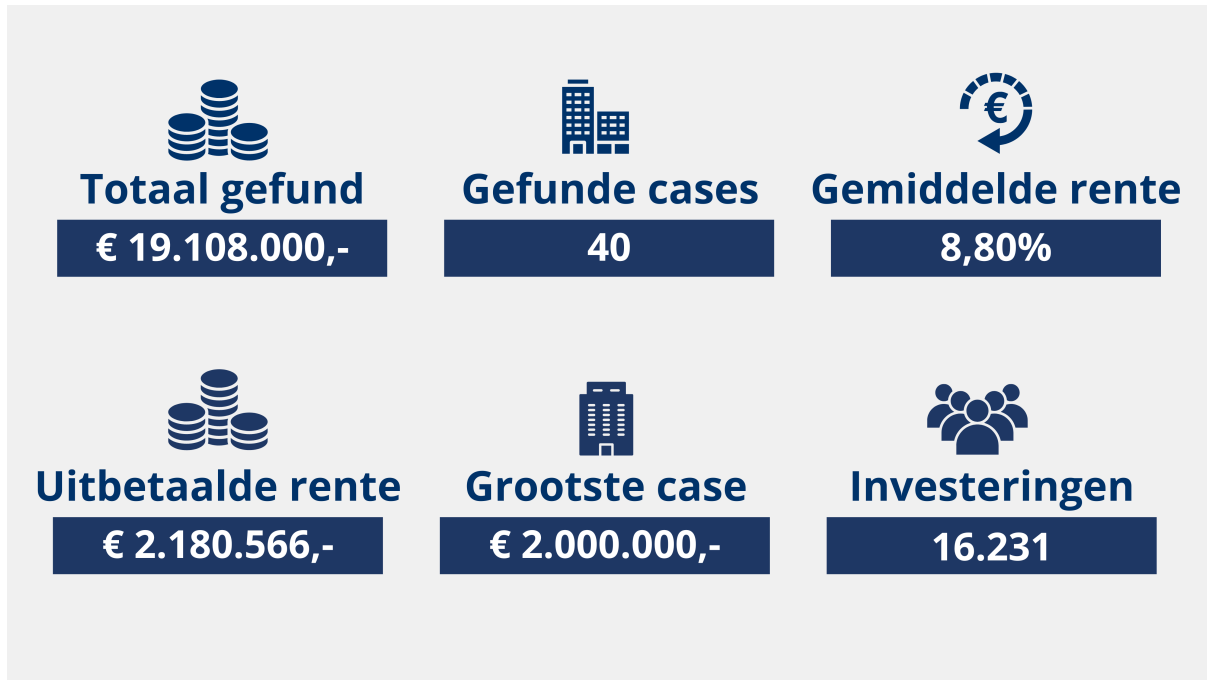 Totaal gefund
€ 19.108.000,-
Gefunde cases
40
Gemiddelde rente
8,80%
Uitbetaalde rente
€ 2.180.566,-
Grootste case
€ 2.000.000,-
Investeringen
16.231